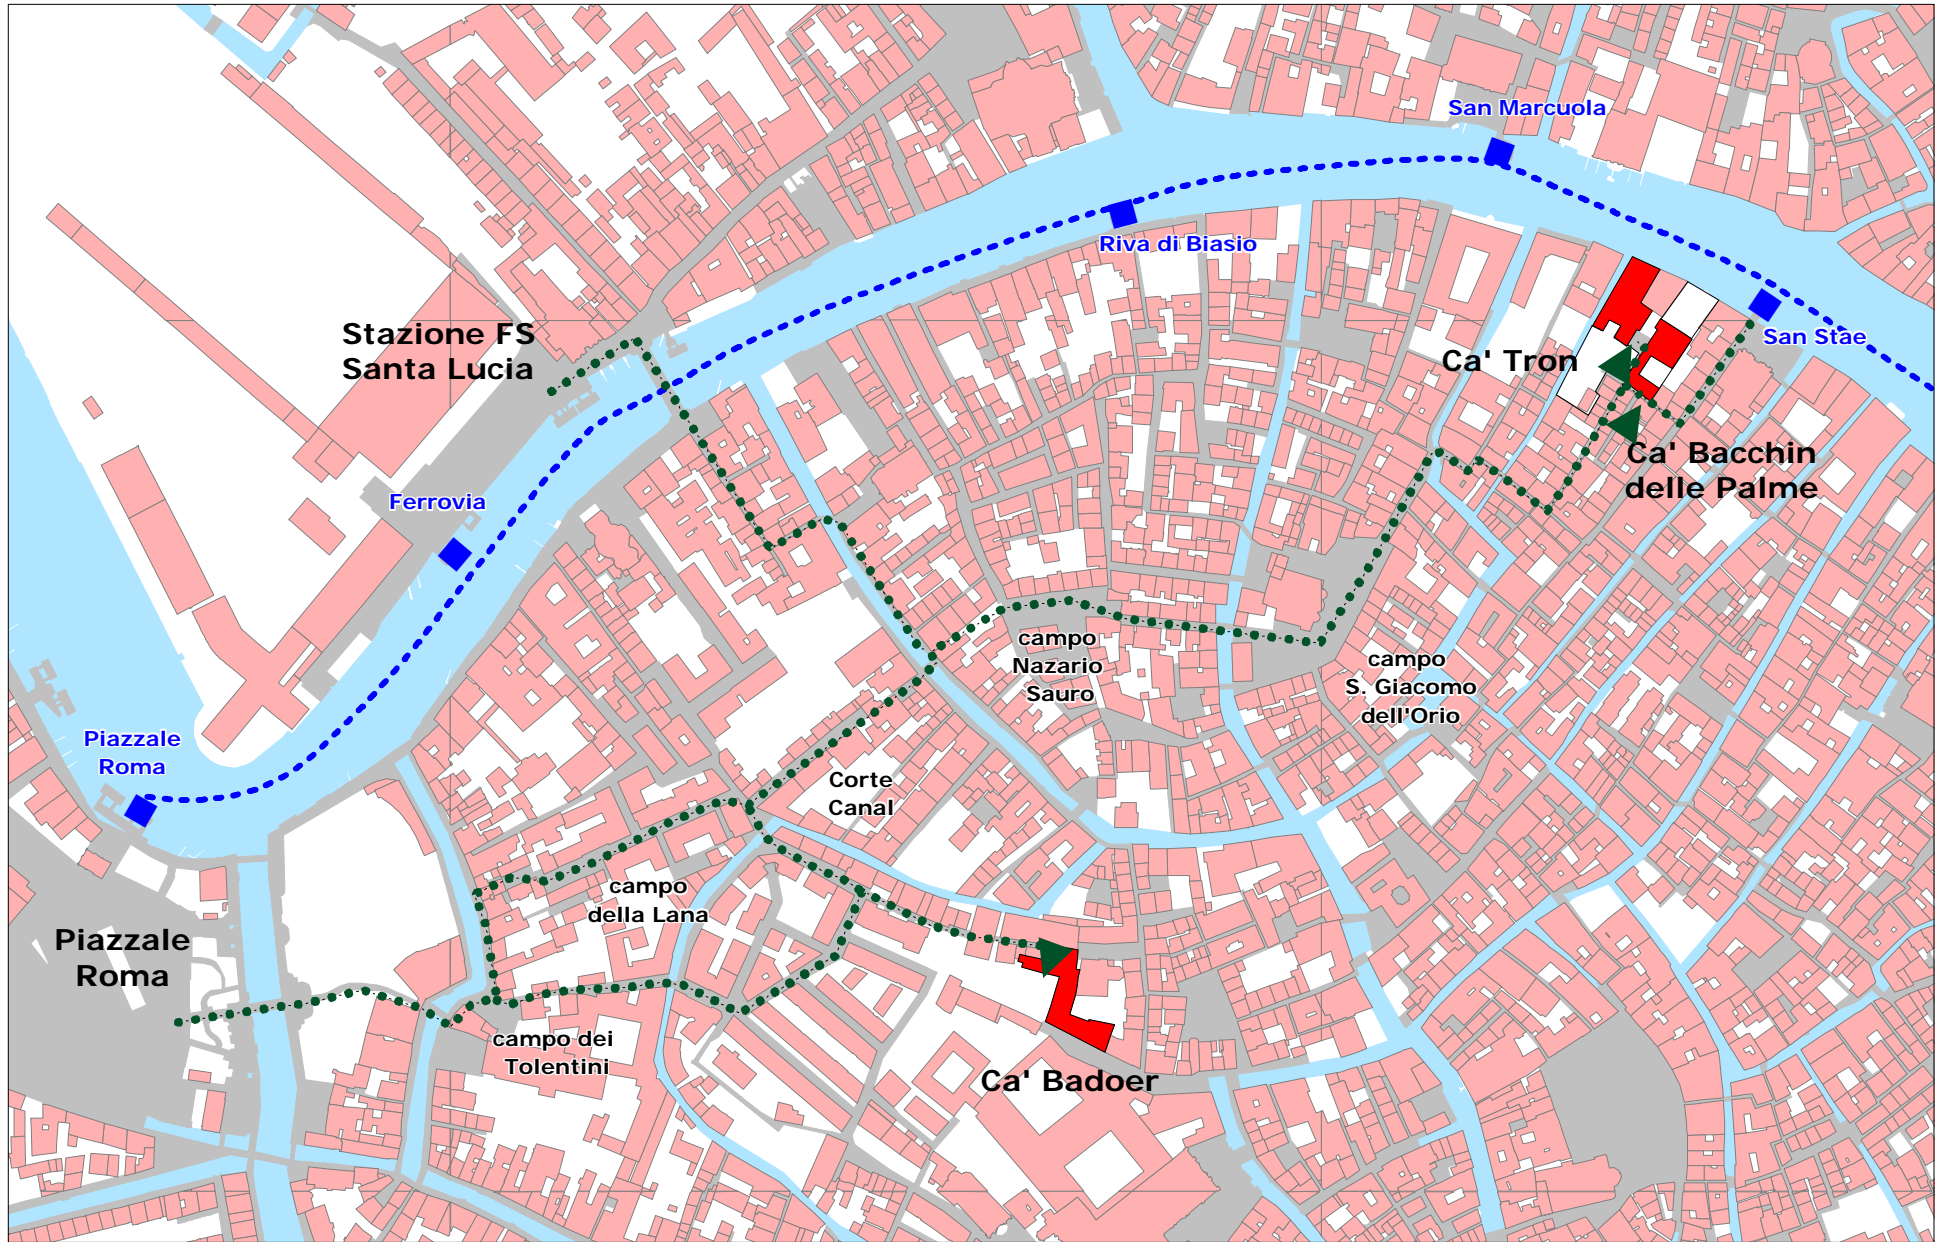 San Marcuola
Riva di Biasio
Stazione FS
Santa Lucia
San Stae
Ca' Tron
Ca' Bacchin
delle Palme
Ferrovia
campo
Nazario
Sauro
campo
S. Giacomo
dell'Orio
Piazzale
Roma
Corte
Canal
campo
della Lana
Piazzale
Roma
campo dei
Tolentini
Ca' Badoer